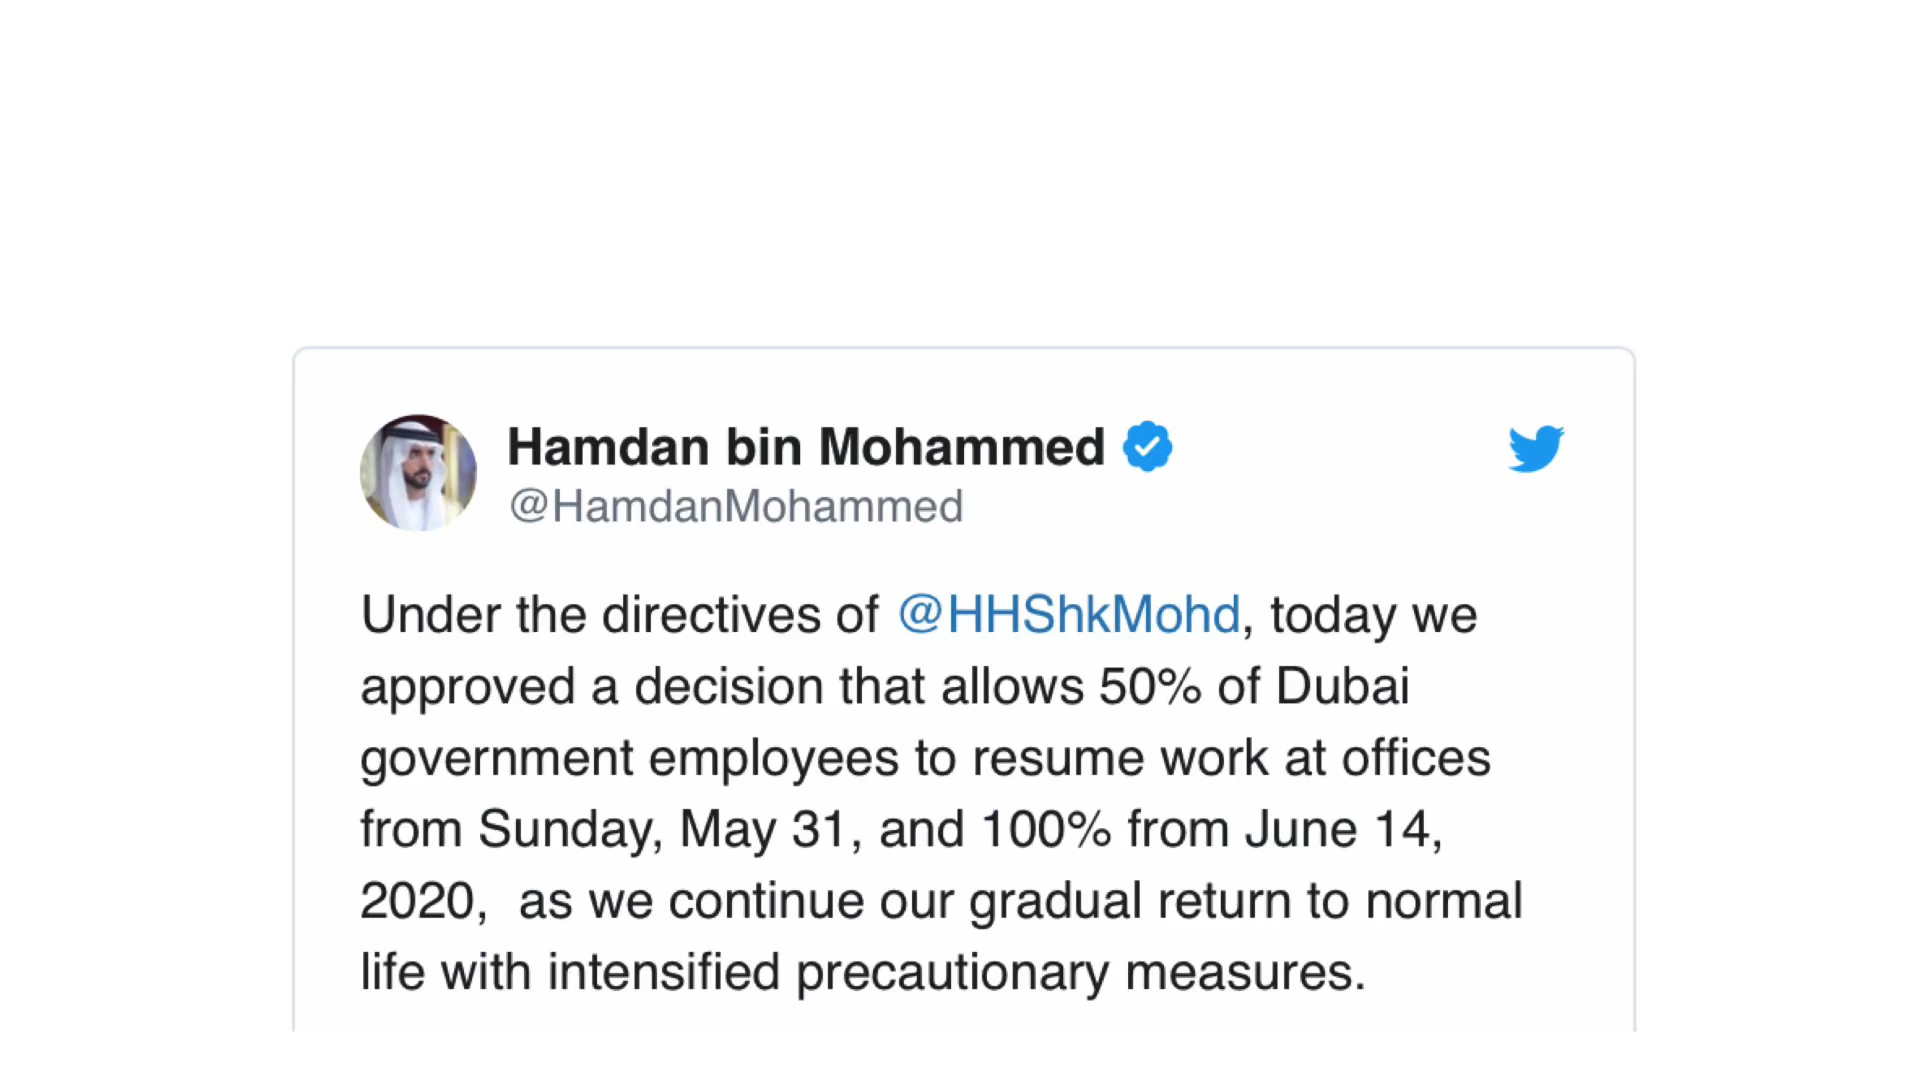 Hamdan bin Mohammed
@HamdanMohammed
Under the directives of @HHShkMohd, today we
approved a decision that allows 50% of Dubai
government employees to resume work at offices
from Sunday, May 31, and 100% from June 14,
2020,  as we continue our gradual return to normal
life with intensified precautionary measures.